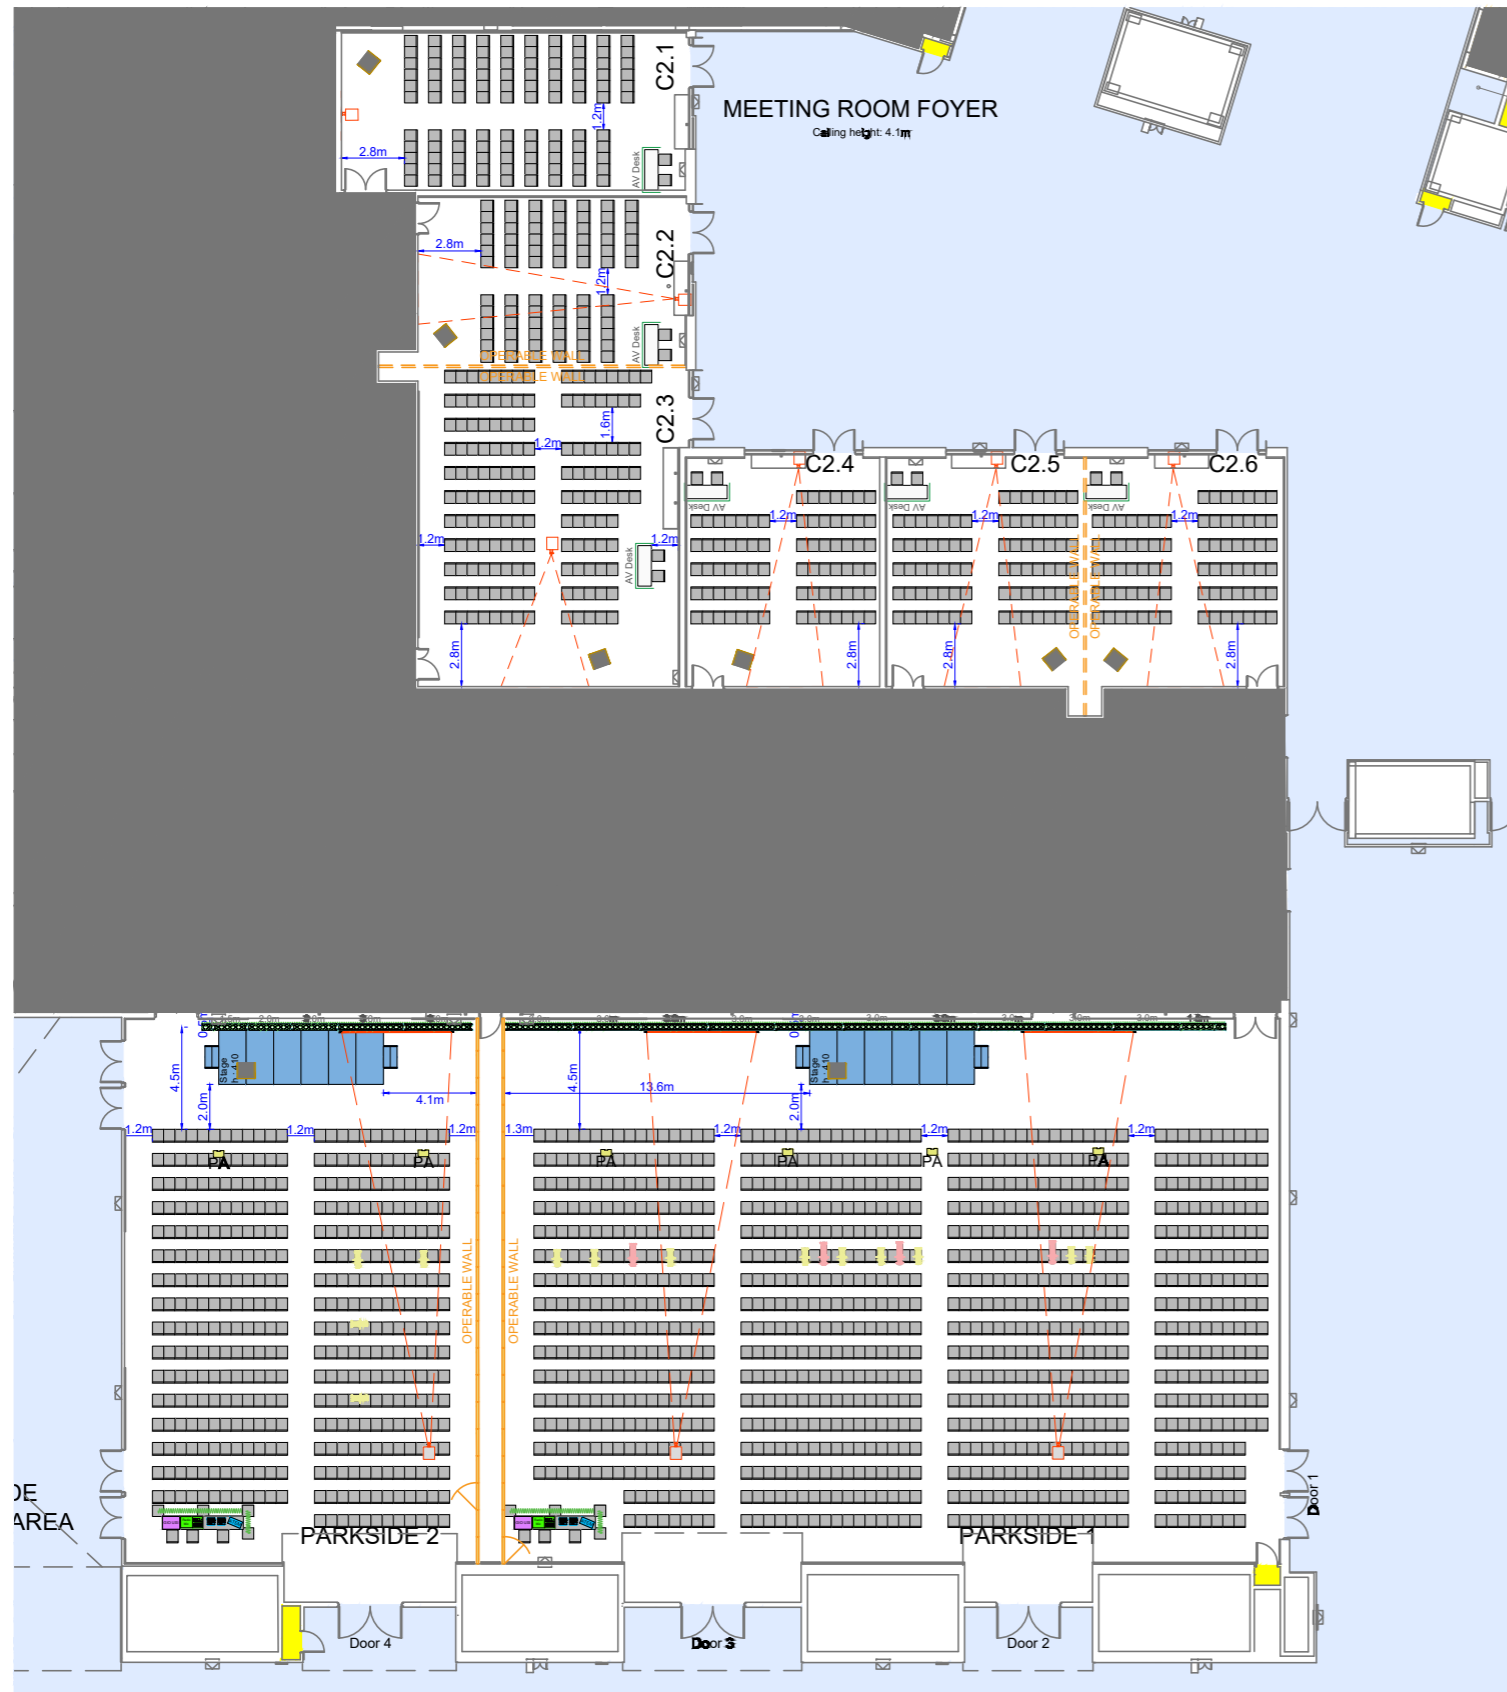 C2.1
MEETING ROOM FOYER
Ceiling height: 4.1m
1.2m
2.8m
AV Desk
C2.2
2.8m
1.2m
AV Desk
OPERABLE WALL
OPERABLE WALL
C2.3
1.6m
1.2m
C2.4
C2.5
C2.6
AV Desk
AV Desk
AV Desk
1.2m
1.2m
1.2m
1.2m
1.2m
AV Desk
OPERABLE WALL
OPERABLE WALL
2.8m
2.8m
2.8m
2.8m
Stage
Stage
4.5m
4.5m
4.1m
13.6m
2.0m
2.0m
1.2m
1.2m
1.2m
1.3m
1.2m
1.2m
1.2m
PA
PA
PA
PA
PA
PA
OPERABLE WALL
OPERABLE WALL
DE
AREA
Door 1
PARKSIDE 2
PARKSIDE 1
Door 4
Door 3
Door 2